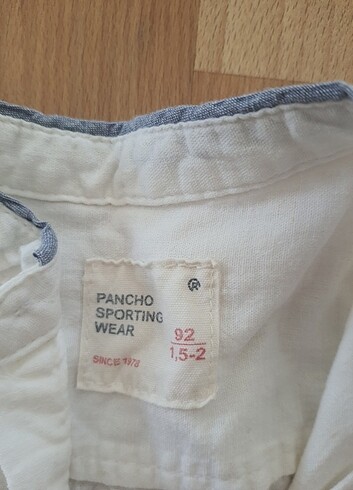 ®
PANCHO
SPORTING
WEAR
92
1,5-2
SINCE 1978